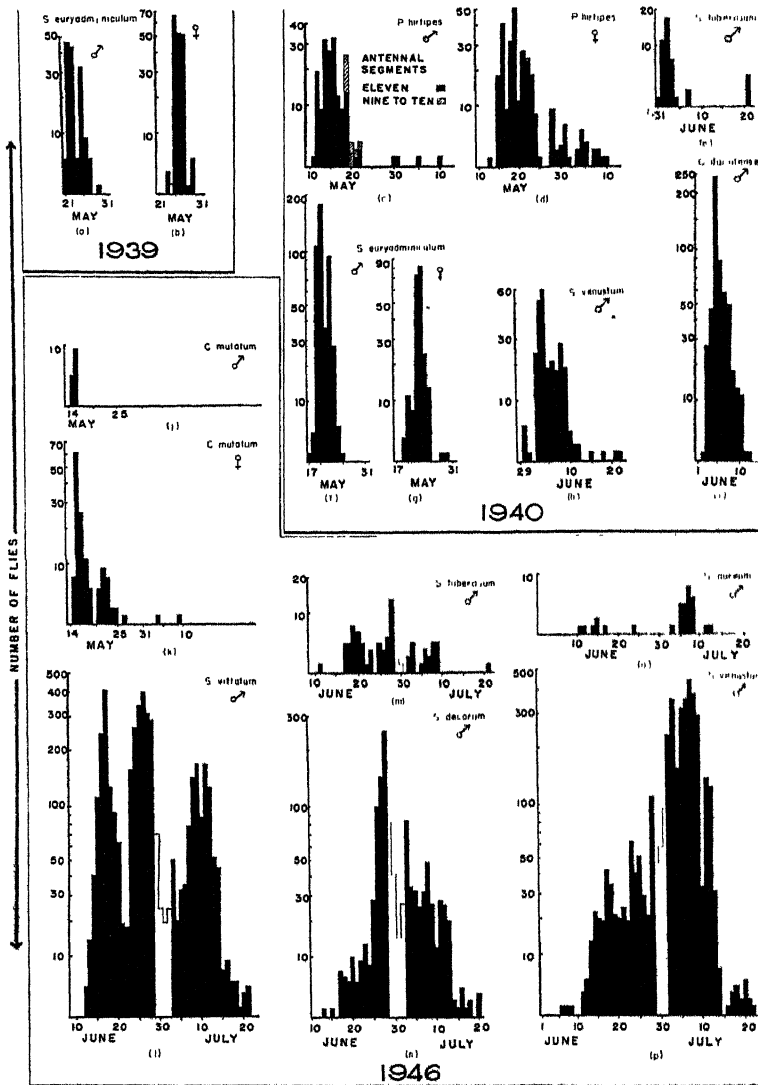 NUMBER OF FLIES
S euryadminiculum
50
30
10
21 31
MAY
(a)
70
50
30
10
21 31
MAY
(b)
1939
P hirtipes
50
30
10
ANTENNAL
SEGMENTS
ELEVEN
NINE TO TEN
10 20 30 10
MAY
(c)
P hirtipes
50
30
10
10 20 30 10
MAY
(d)
S tuberosum
20
10
31 10 20
JUNE
(e)
200
100
50
30
10
17 31
MAY
(f)
S euryadminiculum
90
30
10
17 31
MAY
(g)
S venustum
60
30
10
29 10 20
JUNE
(h)
250
200
100
50
30
10
1 10
JUNE
(i)
1940
C mutatum
10
14 25
MAY
(j)
C mutatum
70
50
30
10
14 25 31 10
MAY
(k)
S vittatum
500
400
300
200
100
50
30
10
10 20 30 10 20
JUNE JULY
(l)
S tuberosum
20
10
10 20 30 10 20
JUNE JULY
(m)
S decorum
500
300
100
50
30
10
10 20 30 10 20
JUNE JULY
(n)
S aureum
10
JUNE JULY
20
(o)
S venustum
500
300
100
50
30
10
1 10 20 30 10 20
JUNE JULY
(p)
1946